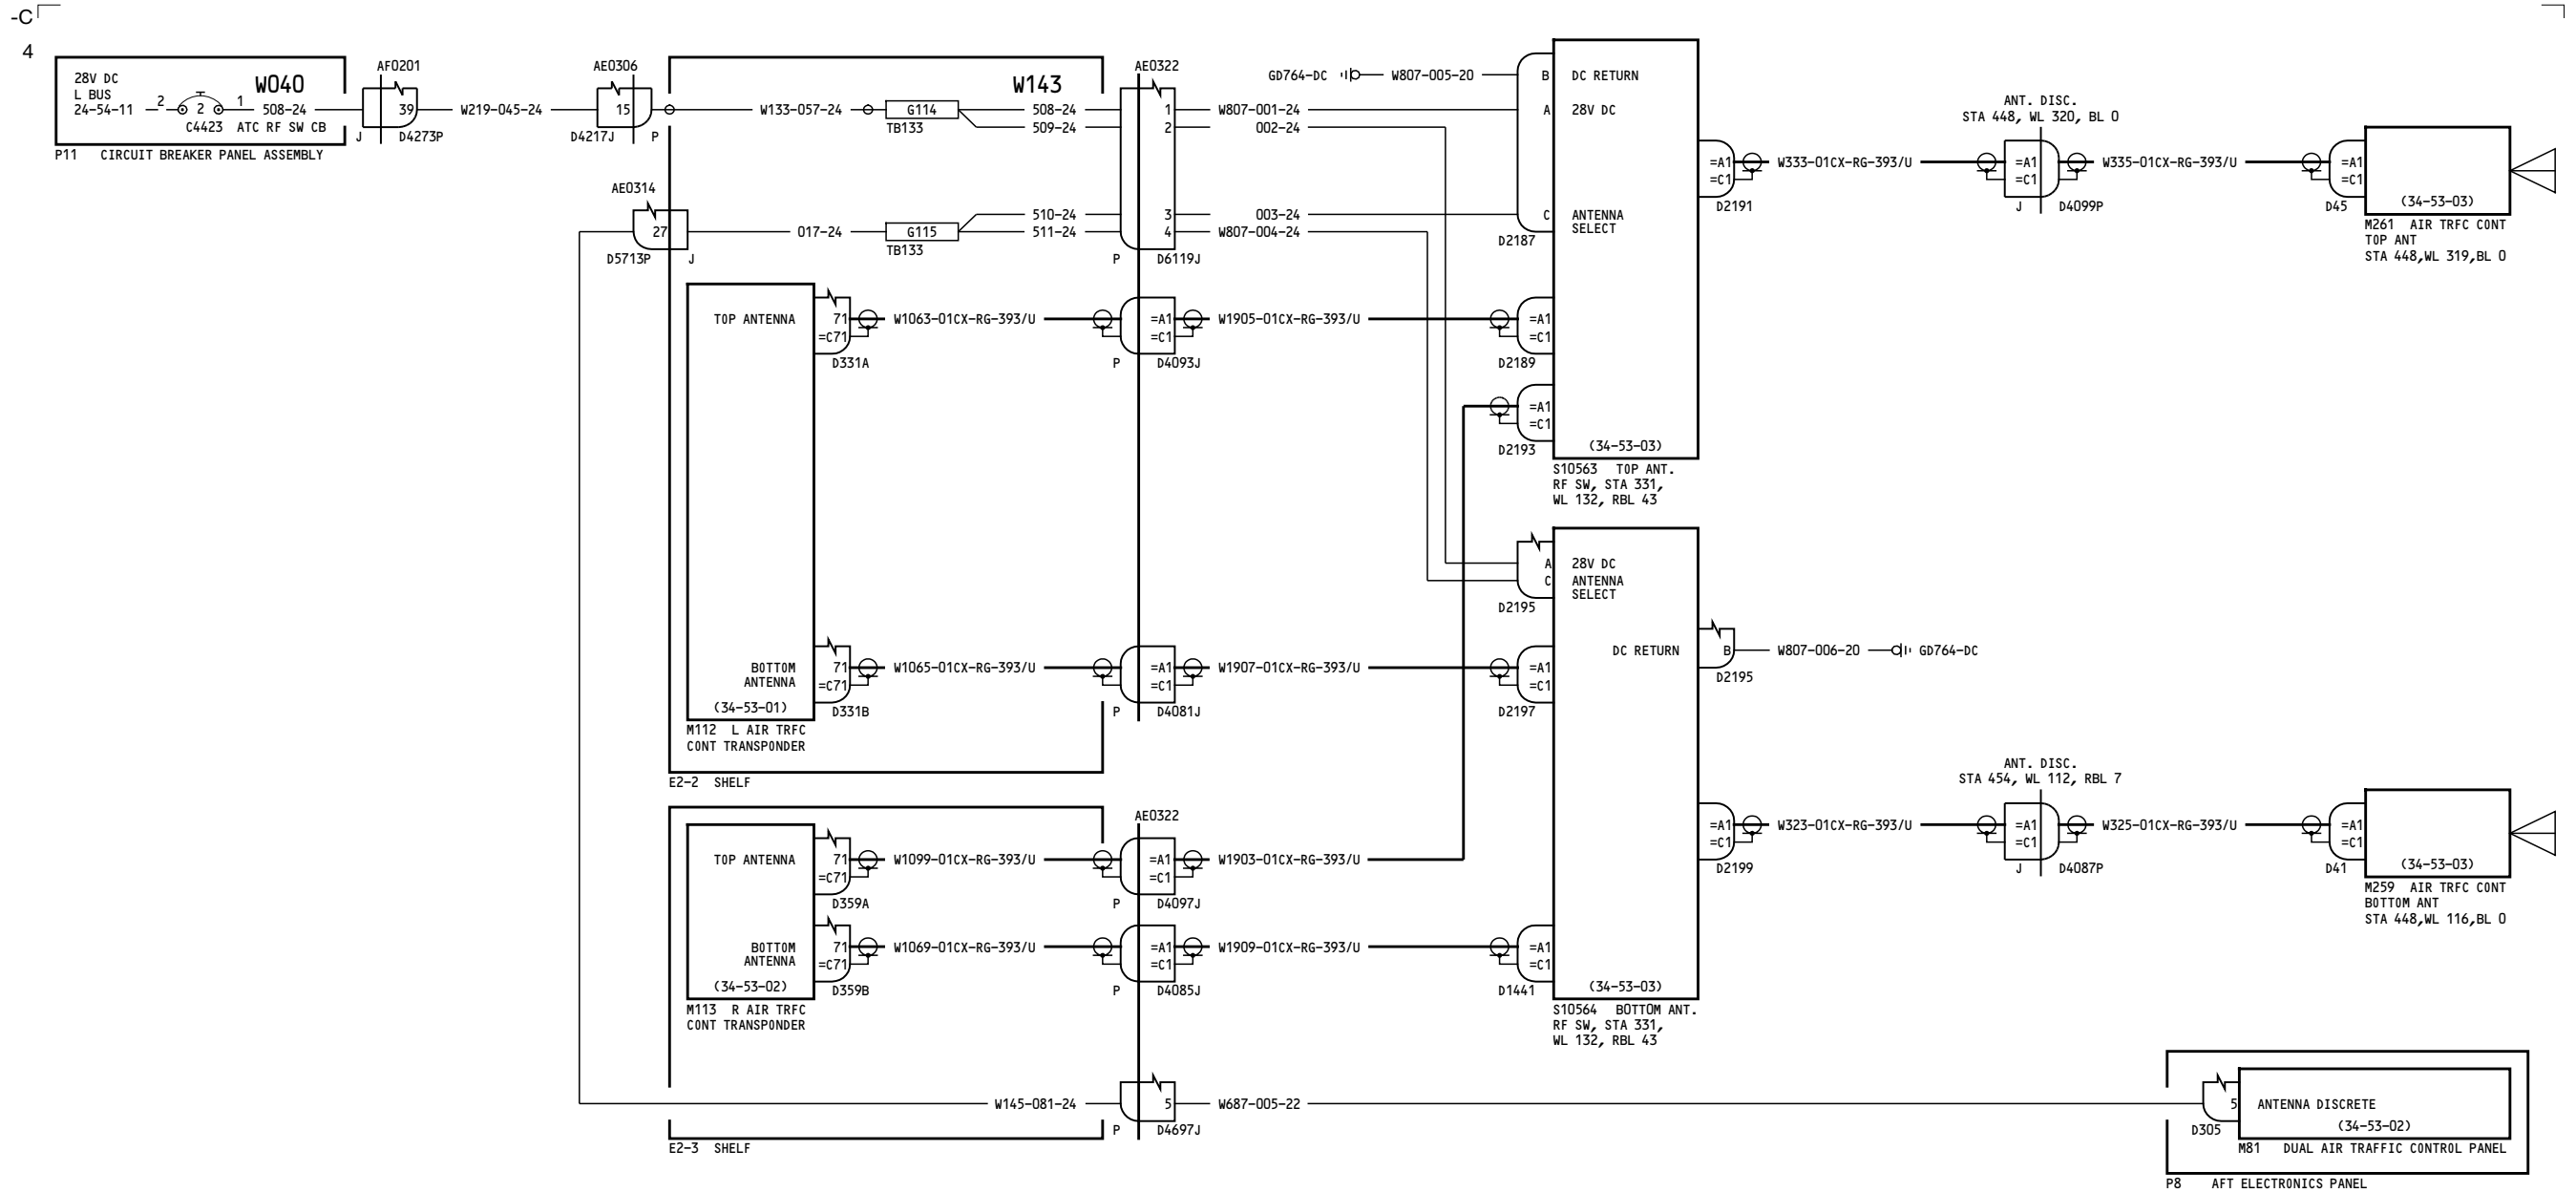 -C
4
28V DC
L BUS
24-54-11
2
2
1
W040
508-24
C4423 ATC RF SW CB
P11 CIRCUIT BREAKER PANEL ASSEMBLY
AF0201
39
J
D4273P
W219-045-24
AE0306
15
D4217J
P
W133-057-24
G114
TB133
W143
508-24
509-24
AE0314
27
D5713P
J
017-24
G115
TB133
510-24
511-24
AE0322
1
2
3
4
P
D6119J
GD764-DC
W807-005-20
W807-001-24
002-24
003-24
W807-004-24
B
DC RETURN
A
28V DC
C
ANTENNA
SELECT
D2187
=A1
=C1
D2191
W333-01CX-RG-393/U
ANT. DISC.
STA 448, WL 320, BL 0
=A1
=C1
J
D4099P
W335-01CX-RG-393/U
=A1
=C1
D45
(34-53-03)
M261 AIR TRFC CONT
TOP ANT
STA 448,WL 319,BL 0
TOP ANTENNA
71
=C71
D331A
W1063-01CX-RG-393/U
=A1
=C1
P
D4093J
W1905-01CX-RG-393/U
=A1
=C1
D2189
=A1
=C1
D2193
(34-53-03)
S10563 TOP ANT.
RF SW, STA 331,
WL 132, RBL 43
A
28V DC
C
ANTENNA
SELECT
D2195
BOTTOM
ANTENNA
71
=C71
D331B
(34-53-01)
M112 L AIR TRFC
CONT TRANSPONDER
E2-2 SHELF
W1065-01CX-RG-393/U
=A1
=C1
P
D4081J
W1907-01CX-RG-393/U
=A1
=C1
D2197
DC RETURN
B
D2195
W807-006-20
GD764-DC
=A1
=C1
D2199
W323-01CX-RG-393/U
ANT. DISC.
STA 454, WL 112, RBL 7
=A1
=C1
J
D4087P
W325-01CX-RG-393/U
=A1
=C1
D41
(34-53-03)
M259 AIR TRFC CONT
BOTTOM ANT
STA 448,WL 116,BL 0
AE0322
TOP ANTENNA
71
=C71
D359A
W1099-01CX-RG-393/U
=A1
=C1
P
D4097J
W1903-01CX-RG-393/U
BOTTOM
ANTENNA
71
=C71
D359B
(34-53-02)
M113 R AIR TRFC
CONT TRANSPONDER
W1069-01CX-RG-393/U
=A1
=C1
P
D4085J
W1909-01CX-RG-393/U
=A1
=C1
D1441
(34-53-03)
S10564 BOTTOM ANT.
RF SW, STA 331,
WL 132, RBL 43
W145-081-24
5
P
D4697J
E2-3 SHELF
W687-005-22
5
D305
ANTENNA DISCRETE
(34-53-02)
M81 DUAL AIR TRAFFIC CONTROL PANEL
P8 AFT ELECTRONICS PANEL